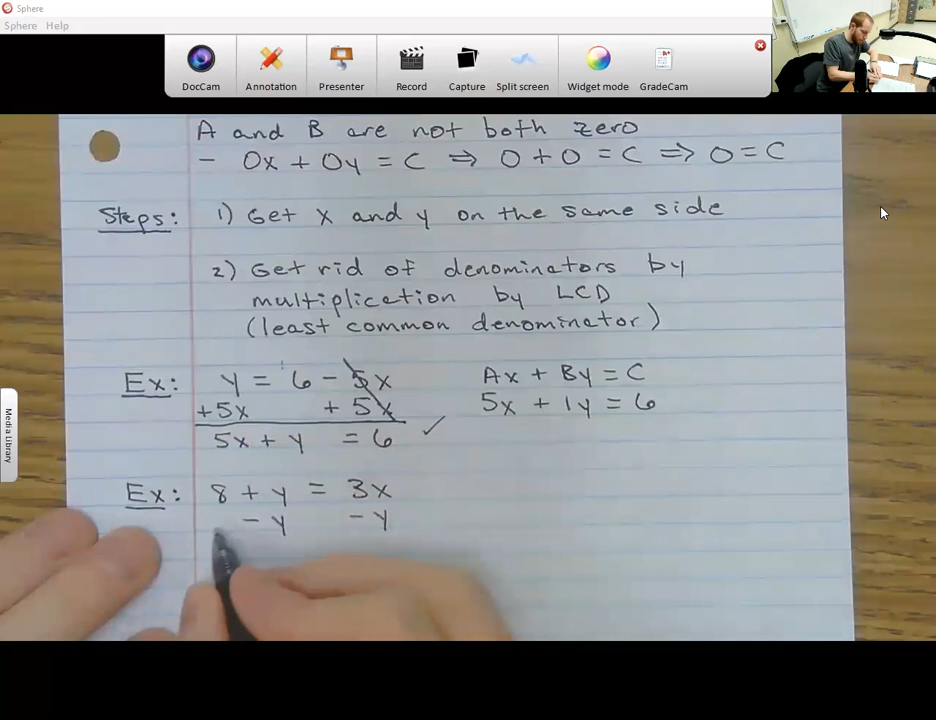 Sphere
Sphere Help
DocCam Annotation Presenter Record Capture Split screen Widget mode GradeCam
Media Library
A and B are not both zero
- 0x + 0y = C ⇒ 0 + 0 = C ⇒ 0 = C
Steps: 1) Get x and y on the same side
2) Get rid of denominators by
multiplication by LCD
(least common denominator)
Ex: y = 6 - 5x Ax + By = C
+5x + 5x 5x + 1y = 6
5x + y = 6 ✓
Ex: 8 + y = 3x
- y - y